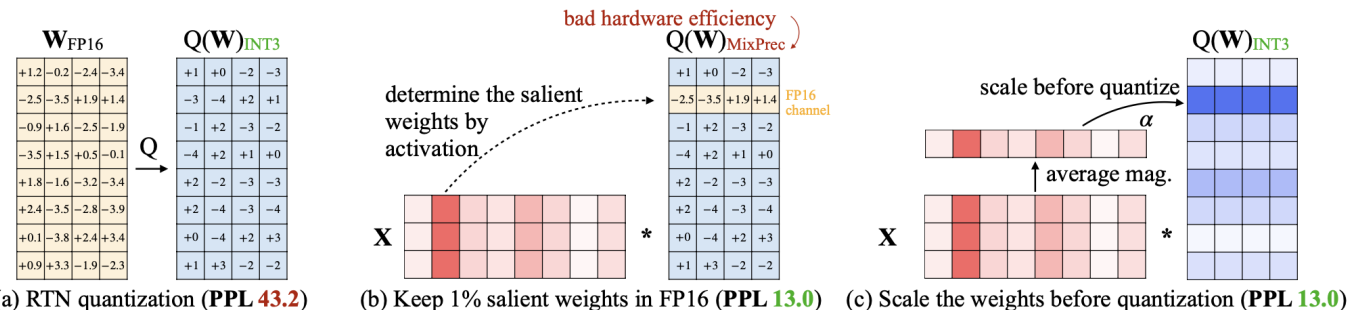 bad hardware efficiency
W_FP16
Q(W)_INT3
Q(W)_MixPrec
Q(W)_INT3
+1.2 −0.2 −2.4 −3.4
−2.5 −3.5 +1.9 +1.4
−0.9 +1.6 −2.5 −1.9
−3.5 +1.5 +0.5 −0.1
+1.8 −1.6 −3.2 −3.4
+2.4 −3.5 −2.8 −3.9
+0.1 −3.8 +2.4 +3.4
+0.9 +3.3 −1.9 −2.3
Q
+1 +0 −2 −3
−3 −4 +2 +1
−1 +2 −3 −2
−4 +2 +1 +0
+2 −2 −3 −3
+2 −4 −3 −4
+0 −4 +2 +3
+1 +3 −2 −2
determine the salient
weights by
activation
X
*
+1 +0 −2 −3
−2.5 −3.5 +1.9 +1.4
−1 +2 −3 −2
−4 +2 +1 +0
+2 −2 −3 −3
+2 −4 −3 −4
+0 −4 +2 +3
+1 +3 −2 −2
FP16
channel
scale before quantize
α
average mag.
X
*
a) RTN quantization (PPL 43.2)
(b) Keep 1% salient weights in FP16 (PPL 13.0)
(c) Scale the weights before quantization (PPL 13.0)